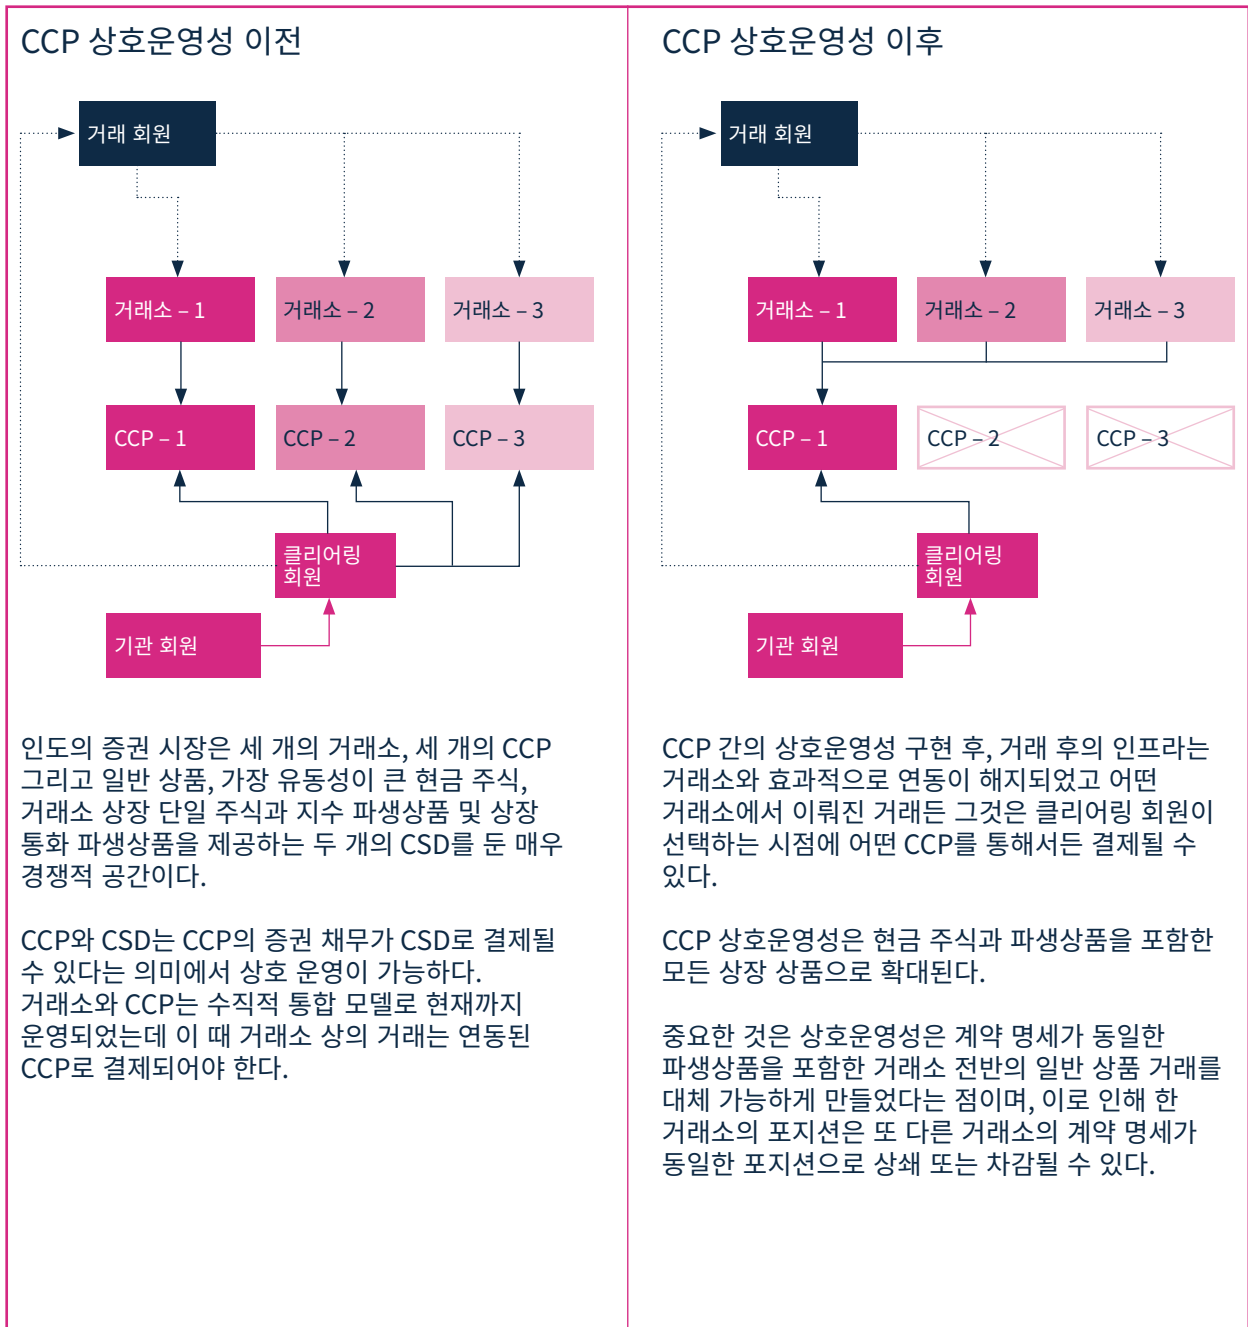 CCP 상호운영성 이전
거래 회원
거래소 – 1
거래소 – 2
거래소 – 3
CCP – 1
CCP – 2
CCP – 3
클리어링
회원
기관 회원
인도의 증권 시장은 세 개의 거래소, 세 개의 CCP
그리고 일반 상품, 가장 유동성이 큰 현금 주식,
거래소 상장 단일 주식과 지수 파생상품 및 상장
통화 파생상품을 제공하는 두 개의 CSD를 둔 매우
경쟁적 공간이다.
CCP와 CSD는 CCP의 증권 채무가 CSD로 결제될
수 있다는 의미에서 상호 운영이 가능하다.
거래소와 CCP는 수직적 통합 모델로 현재까지
운영되었는데 이 때 거래소 상의 거래는 연동된
CCP로 결제되어야 한다.
CCP 상호운영성 이후
거래 회원
거래소 – 1
거래소 – 2
거래소 – 3
CCP – 1
CCP – 2
CCP – 3
클리어링
회원
기관 회원
CCP 간의 상호운영성 구현 후, 거래 후의 인프라는
거래소와 효과적으로 연동이 해지되었고 어떤
거래소에서 이뤄진 거래든 그것은 클리어링 회원이
선택하는 시점에 어떤 CCP를 통해서든 결제될 수
있다.
CCP 상호운영성은 현금 주식과 파생상품을 포함한
모든 상장 상품으로 확대된다.
중요한 것은 상호운영성은 계약 명세가 동일한
파생상품을 포함한 거래소 전반의 일반 상품 거래를
대체 가능하게 만들었다는 점이며, 이로 인해 한
거래소의 포지션은 또 다른 거래소의 계약 명세가
동일한 포지션으로 상쇄 또는 차감될 수 있다.